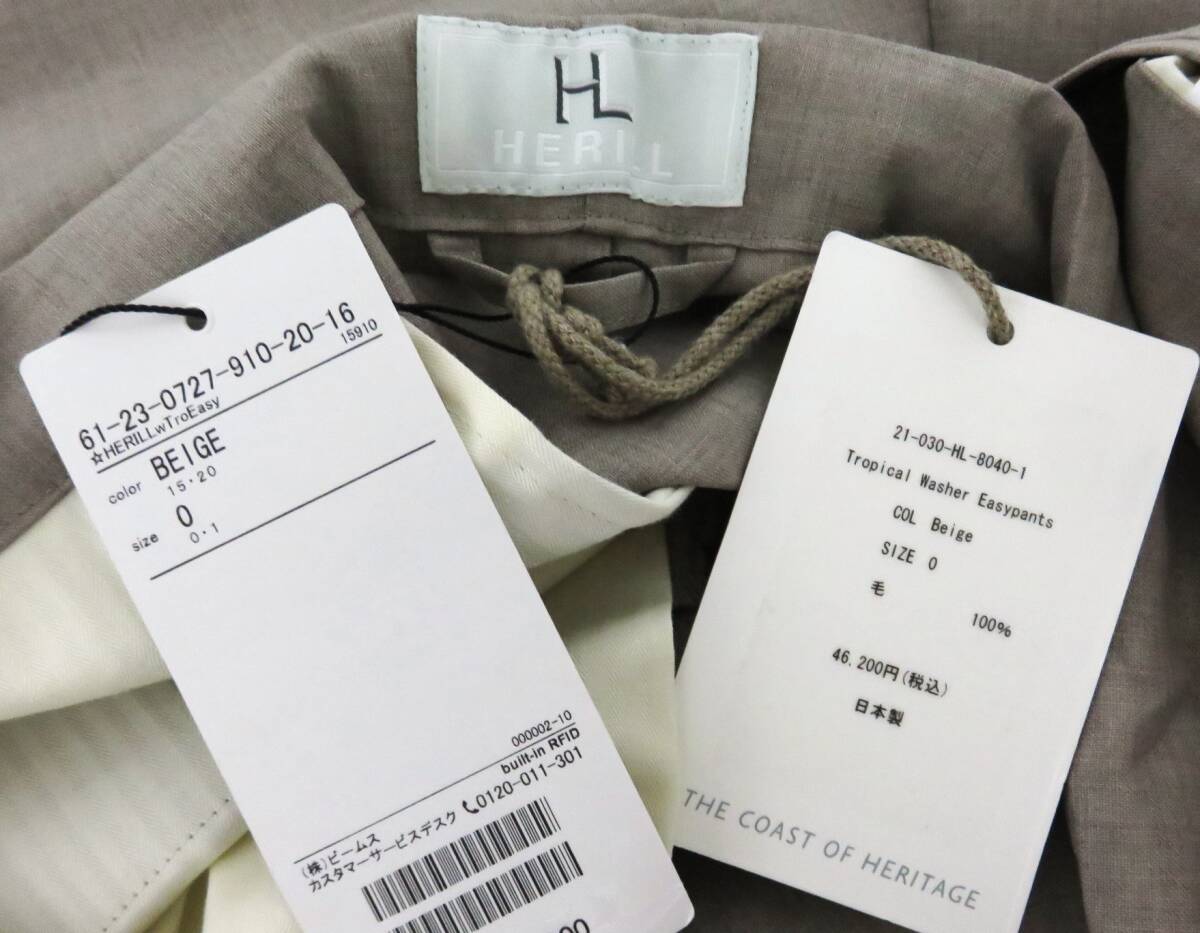 HL
HERILL
61-23-0727-910-20-16
15910
☆HERILLwTroEasy
color BEIGE
15・20
size 0
0・1
000002-10
built-in RFID
(株)ビームス
カスタマーサービスデスク 0120-011-301
21-030-HL-8040-1
Tropical Washer Easypants
COL Beige
SIZE 0
毛 100%
46.200円(税込)
日本製
THE COAST OF HERITAGE